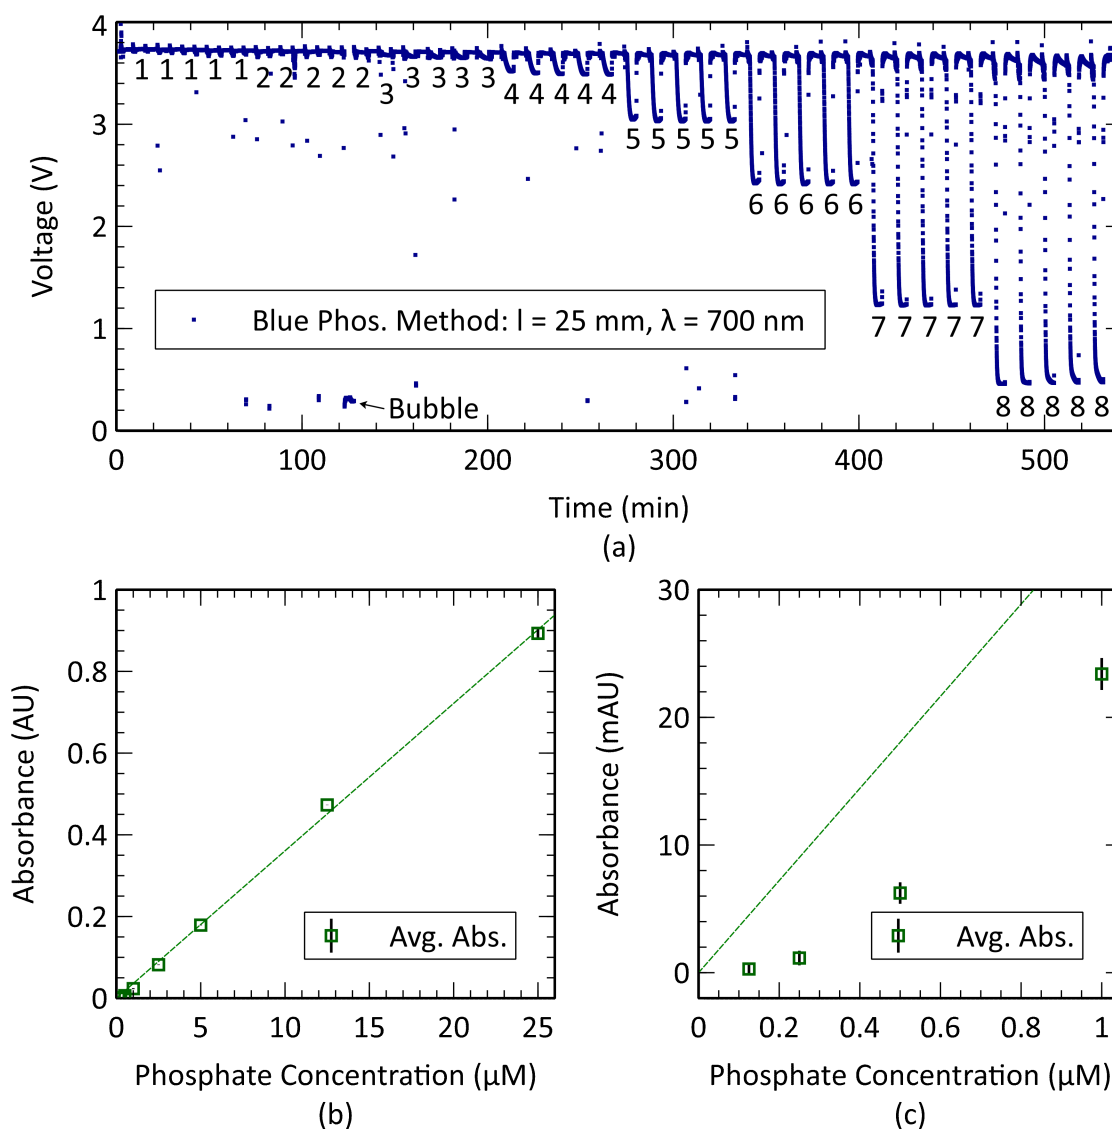 4
3
2
1
0
Voltage (V)
1 1 1 1 1 2 2 2 2 2 3 3 3 3 3 4 4 4 4 4 5 5 5 5 5 6 6 6 6 6 7 7 7 7 7 8 8 8 8 8
Blue Phos. Method: l = 25 mm, λ = 700 nm
Bubble
0 100 200 300 400 500
Time (min)
(a)
1
0.8
0.6
0.4
0.2
0
Absorbance (AU)
Avg. Abs.
0 5 10 15 20 25
Phosphate Concentration (μM)
(b)
30
20
10
0
Absorbance (mAU)
Avg. Abs.
0 0.2 0.4 0.6 0.8 1
Phosphate Concentration (μM)
(c)